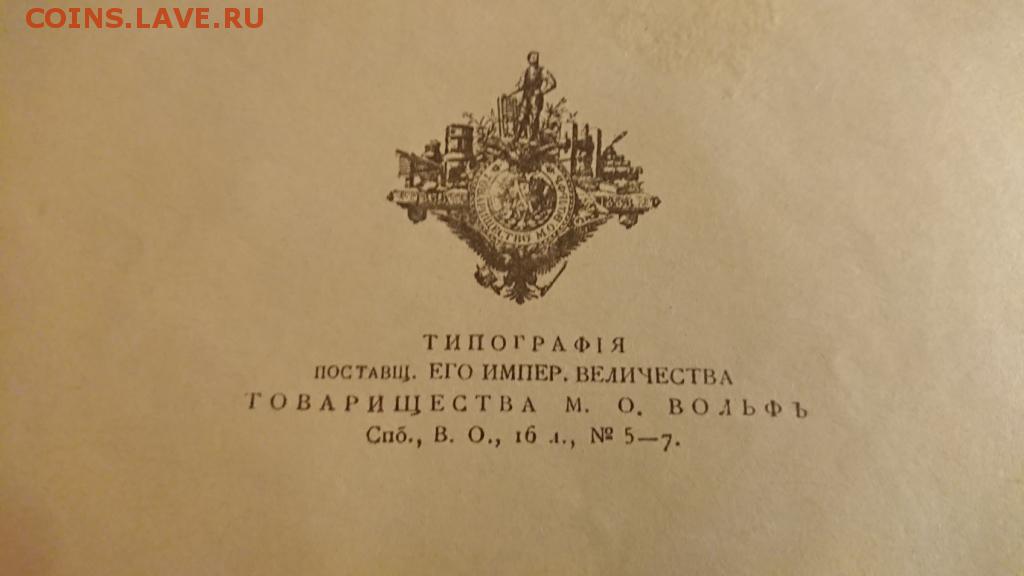 COINS.LAVE.RU
ТИПОГРАФІЯ
ПОСТАВЩ. ЕГО ИМПЕР. ВЕЛИЧЕСТВА
ТОВАРИЩЕСТВА М. О. ВОЛЬФЪ
Спб., В. О., 16 л., № 5—7.